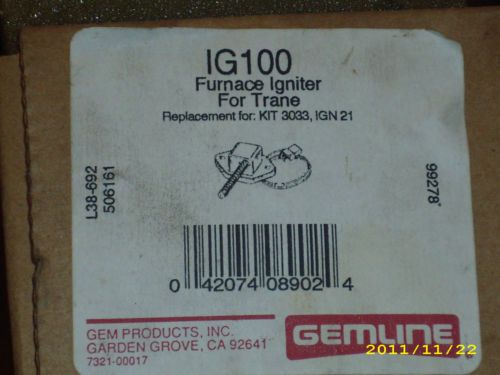 IG100
Furnace Igniter
For Trane
Replacement for: KIT 3033, IGN 21
L38-692
506161
99278
0 42074 08902 4
GEM PRODUCTS, INC.
GARDEN GROVE, CA 92641
7321-00017
GEMLINE
2011/11/22